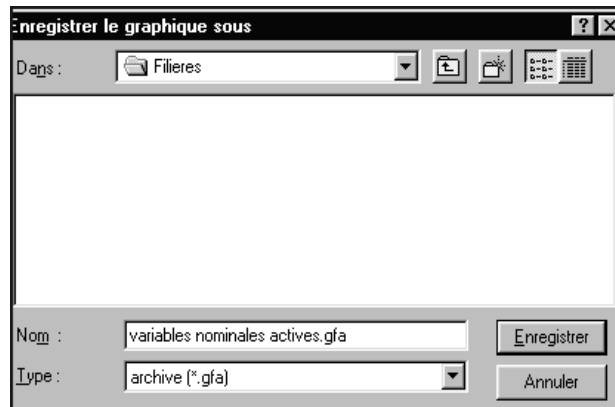 Enregistrer le graphique sous
Dans :
Filieres
Nom :
variables nominales actives.gfa
Enregistrer
Type :
archive (*.gfa)
Annuler